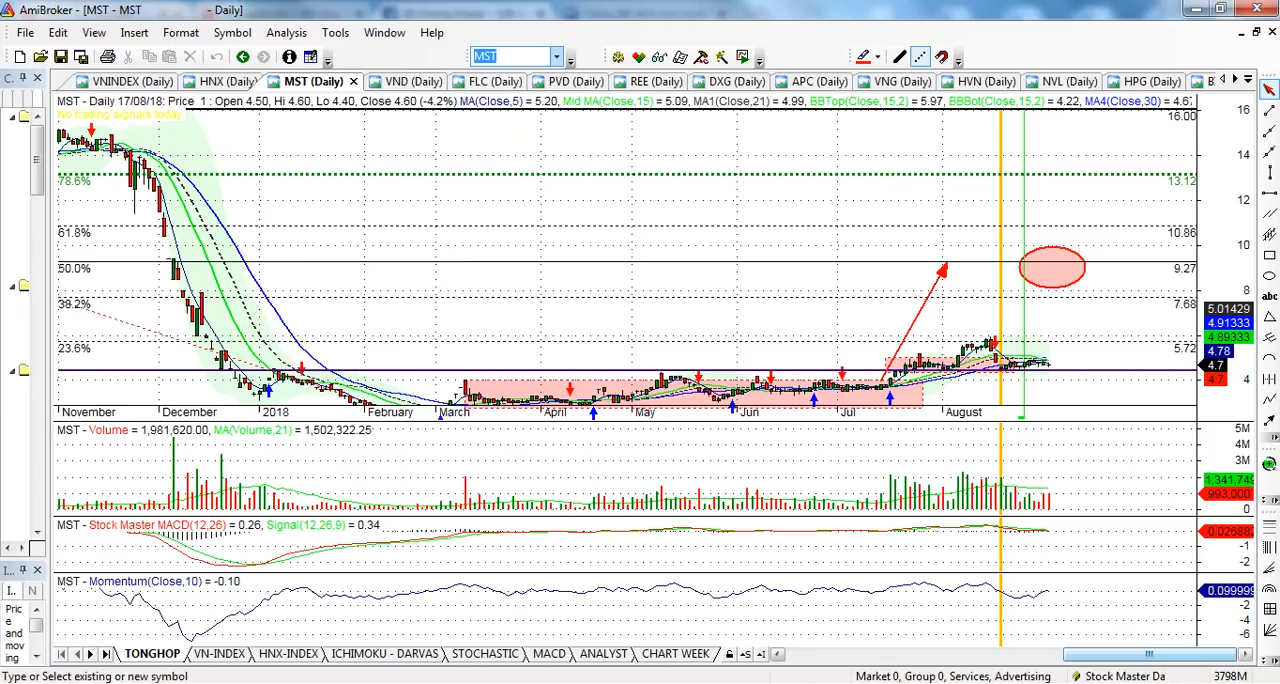 AmiBroker - [MST - MST - Daily]
File Edit View Insert Format Symbol Analysis Tools Window Help
MST
C.
VNINDEX (Daily) HNX (Daily) MST (Daily) VND (Daily) FLC (Daily) PVD (Daily) REE (Daily) DXG (Daily) APC (Daily) VNG (Daily) HVN (Daily) NVL (Daily) HPG (Daily)
MST - Daily 17/08/18: Price 1: Open 4.50, Hi 4.60, Lo 4.40, Close 4.60 (-4.2%) MA(Close,5) = 5.20, Mid MA(Close,15) = 5.09, MA1(Close,21) = 4.99, BBTop(Close,15,2) = 5.97, BBBot(Close,15,2) = 4.22, MA4(Close,30) = 4.61
No trading signals today
16
16.00
14
78.6%
13.12
12
61.8%
10.86
10
50.0%
9.27
8
38.2%
7.68
5.01429
4.91333
4.89333
23.6%
5.72
4.78
4.7
4.7
4
November December 2018 February March April May Jun Jul August
MST - Volume = 1,981,620.00, MA(Volume,21) = 1,502,322.25
5M
4M
3M
1,341,749
993,000
0
MST - Stock Master MACD(12,26) = 0.26, Signal(12,26,9) = 0.34
-1
-2
MST - Momentum(Close,10) = -0.10
-2
-4
-6
abc
I..
I.. N
Pric
e
and
mov
ing
TONGHOP VN-INDEX HNX-INDEX ICHIMOKU - DARVAS STOCHASTIC MACD ANALYST CHART WEEK
Type or Select existing or new symbol
Market 0, Group 0, Services, Advertising
Stock Master Da
3798M